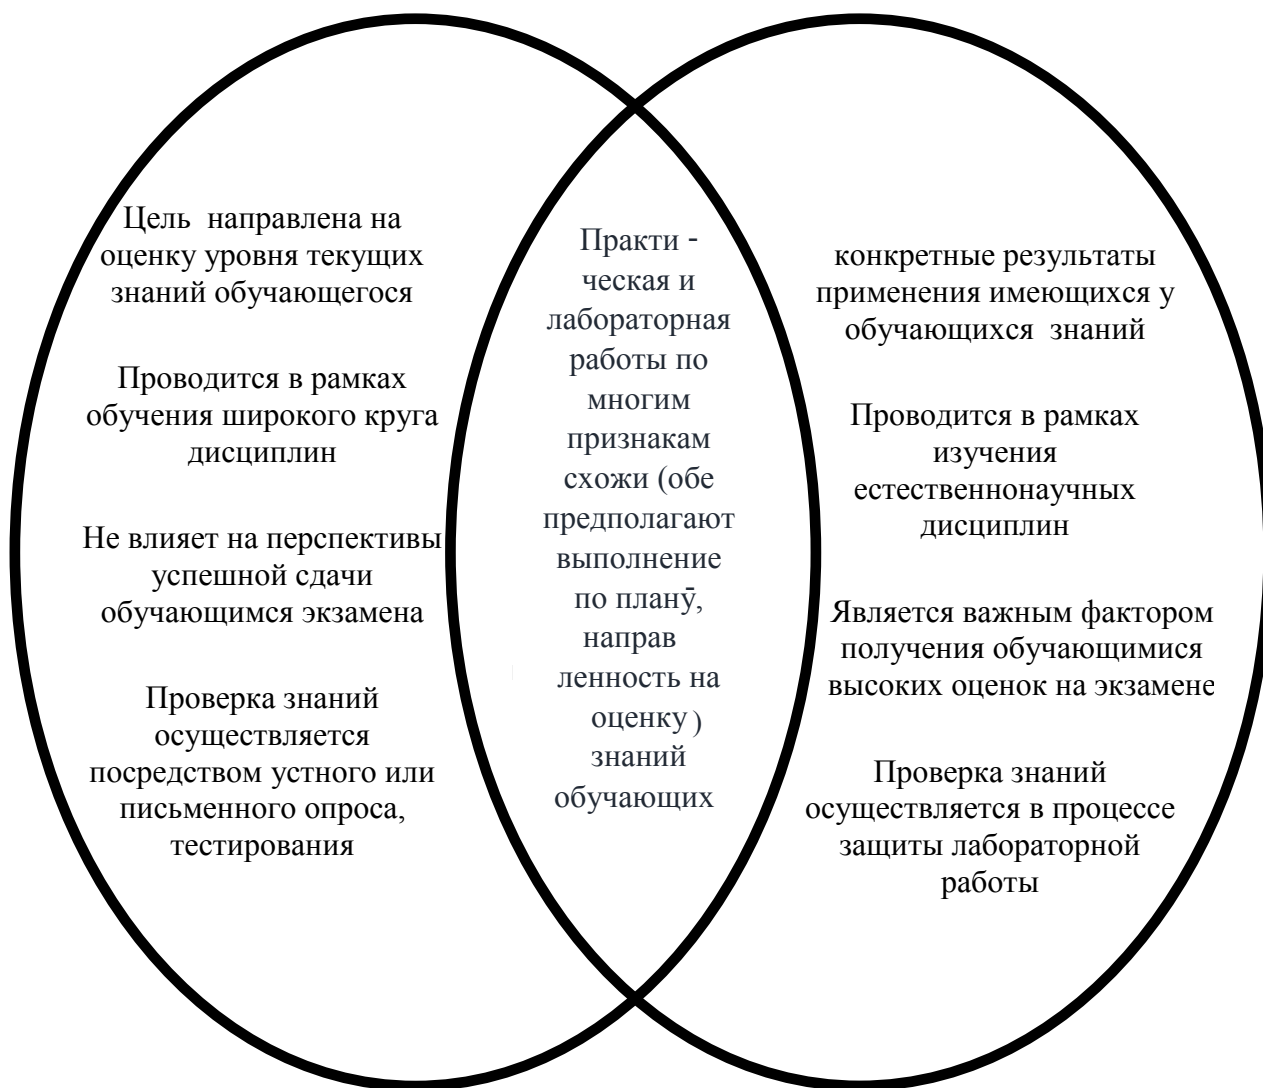 Цель направлена на
оценку уровня текущих
знаний обучающегося
Проводится в рамках
обучения широкого круга
дисциплин
Не влияет на перспективы
успешной сдачи
обучающимся экзамена
Проверка знаний
осуществляется
посредством устного или
письменного опроса,
тестирования
Практи -
ческая и
лабораторная
работы по
многим
признакам
схожи (обе
предполагают
выполнение
по планӯ,
направ
ленность на
оценку )
знаний
обучающих
конкретные результаты
применения имеющихся у
обучающихся знаний
Проводится в рамках
изучения
естественнонаучных
дисциплин
Является важным фактором
получения обучающимися
высоких оценок на экзамене
Проверка знаний
осуществляется в процессе
защиты лабораторной
работы